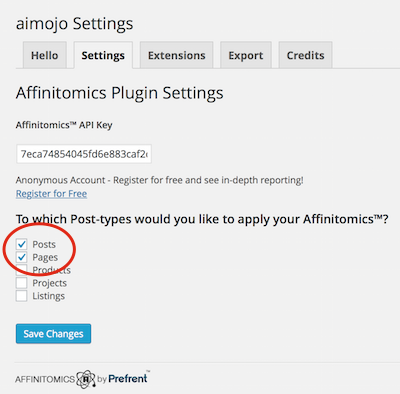 aimojo Settings
Hello Settings Extensions Export Credits
Affinitomics Plugin Settings
Affinitomics™ API Key
7eca74854045fd6e883caf2
Anonymous Account - Register for free and see in-depth reporting!
Register for Free
To which Post-types would you like to apply your Affinitomics™?
Posts
Pages
Products
Projects
Listings
Save Changes
AFFINITOMICS by Prefrent™